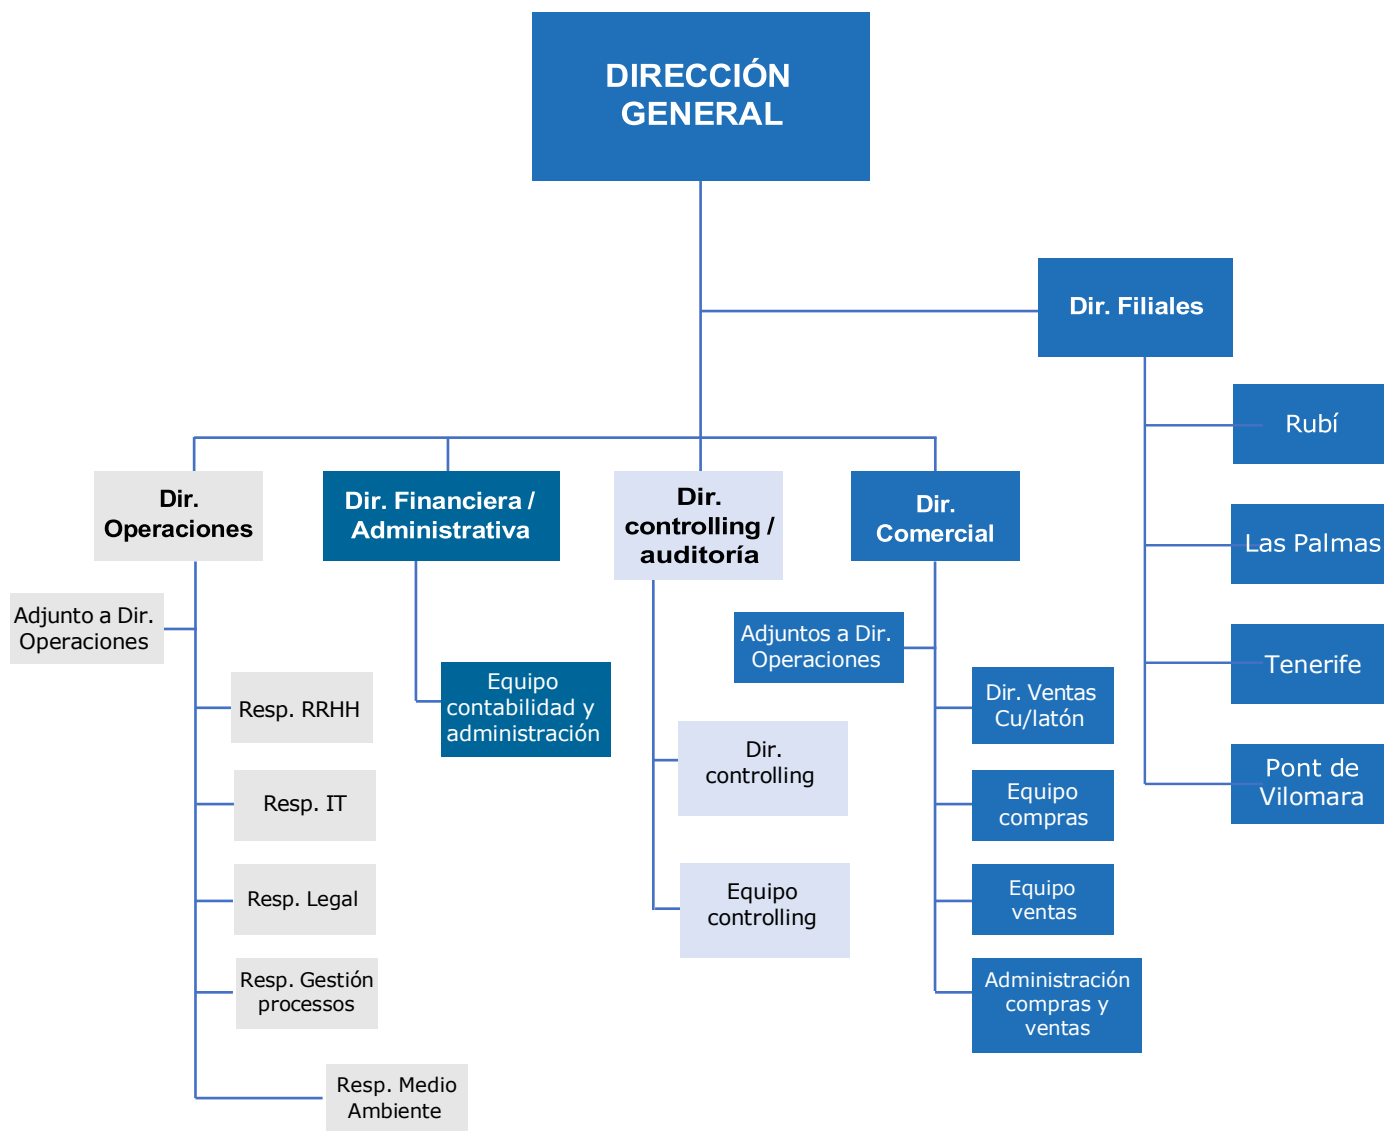 DIRECCIÓN
GENERAL
Dir. Filiales
Rubí
Las Palmas
Tenerife
Pont de
Vilomara
Dir.
Operaciones
Dir. Financiera /
Administrativa
Dir.
controlling /
auditoría
Dir.
Comercial
Adjunto a Dir.
Operaciones
Resp. RRHH
Resp. IT
Resp. Legal
Resp. Gestión
processos
Resp. Medio
Ambiente
Equipo
contabilidad y
administración
Dir.
controlling
Equipo
controlling
Adjuntos a Dir.
Operaciones
Dir. Ventas
Cu/latón
Equipo
compras
Equipo
ventas
Administración
compras y
ventas